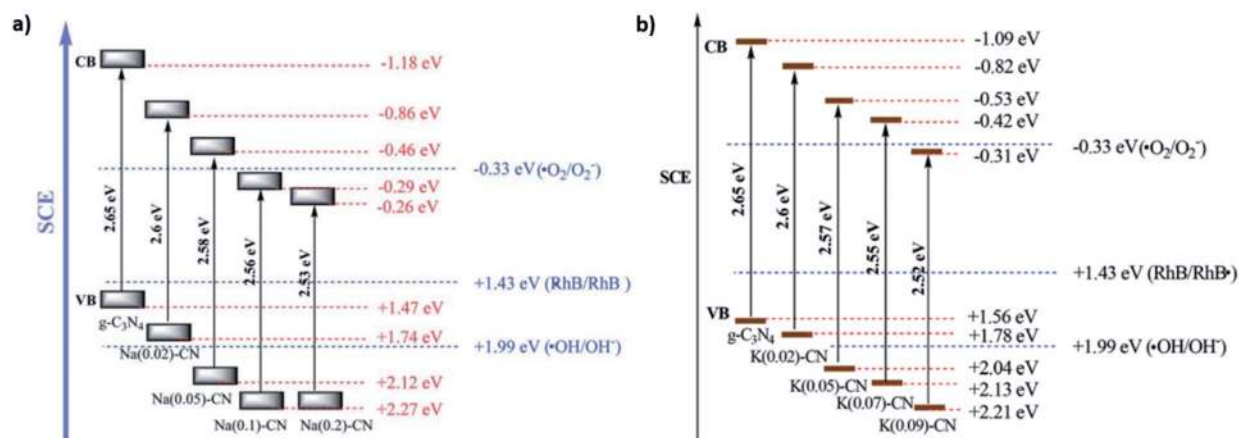 a)
SCE
CB
-1.18 eV
-0.86 eV
-0.46 eV
-0.33 eV (•O₂/O₂⁻)
-0.29 eV
-0.26 eV
2.65 eV
2.6 eV
2.58 eV
2.56 eV
2.53 eV
+1.43 eV (RhB/RhB )
VB
+1.47 eV
g-C₃N₄
+1.74 eV
Na(0.02)-CN
+1.99 eV (•OH/OH⁻)
+2.12 eV
Na(0.05)-CN
+2.27 eV
Na(0.1)-CN
Na(0.2)-CN
b)
SCE
CB
-1.09 eV
-0.82 eV
-0.53 eV
-0.42 eV
-0.33 eV (•O₂/O₂⁻)
-0.31 eV
2.65 eV
2.6 eV
2.57 eV
2.55 eV
2.52 eV
+1.43 eV (RhB/RhB•)
VB
+1.56 eV
g-C₃N₄
+1.78 eV
K(0.02)-CN
+1.99 eV (•OH/OH⁻)
+2.04 eV
K(0.05)-CN
+2.13 eV
K(0.07)-CN
+2.21 eV
K(0.09)-CN